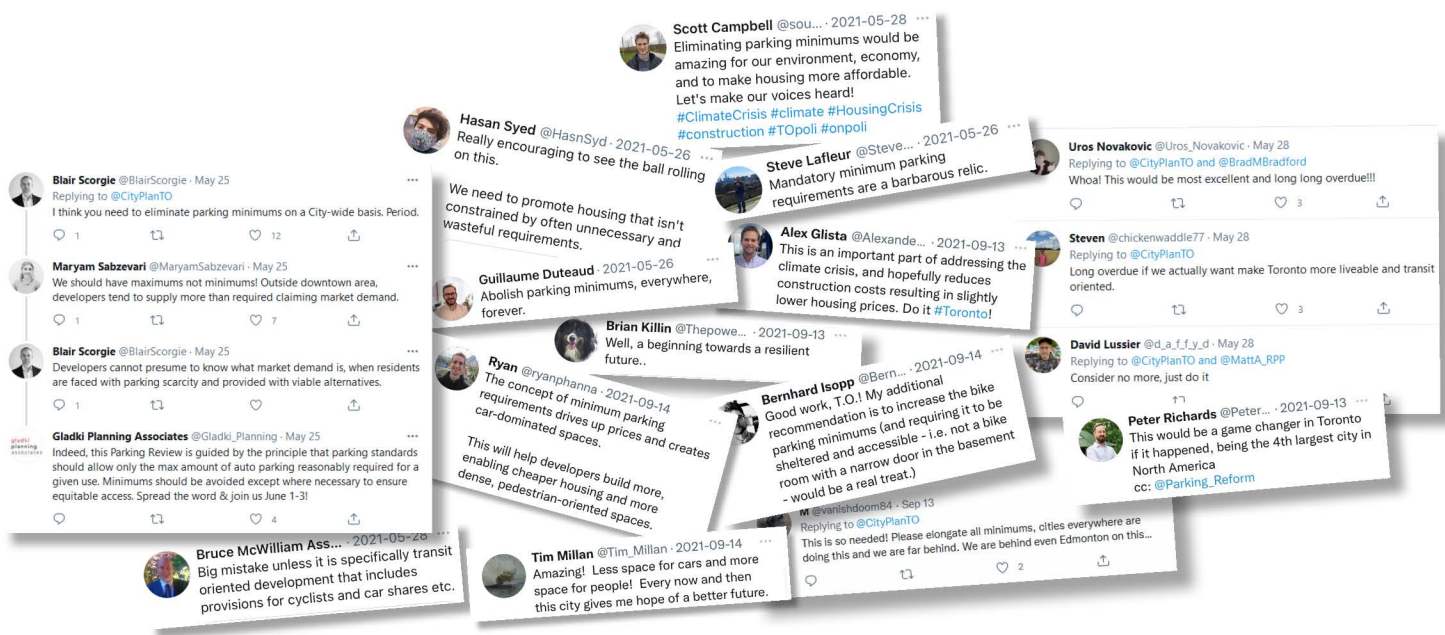 Scott Campbell @sou... · 2021-05-28 ···
Eliminating parking minimums would be
amazing for our environment, economy,
and to make housing more affordable.
Let's make our voices heard!
#ClimateCrisis #climate #HousingCrisis
#construction #TOpoli #onpoli
Hasan Syed @HasnSyd · 2021-05-26 ···
Really encouraging to see the ball rolling
on this.
We need to promote housing that isn't
constrained by often unnecessary and
wasteful requirements.
Steve Lafleur @Steve... · 2021-05-26 ···
Mandatory minimum parking
requirements are a barbarous relic.
Uros Novakovic @Uros_Novakovic · May 28
Replying to @CityPlanTO and @BradMBradford
Whoa! This would be most excellent and long long overdue!!!
3
Steven @chickenwaddle77 · May 28
Replying to @CityPlanTO
Long overdue if we actually want make Toronto more liveable and transit
oriented.
3
David Lussier @d_a_f_f_y_d · May 28
Replying to @CityPlanTO and @MattA_RPP
Consider no more, just do it
Blair Scorgie @BlairScorgie · May 25 ···
Replying to @CityPlanTO
I think you need to eliminate parking minimums on a City-wide basis. Period.
1 12
Maryam Sabzevari @MaryamSabzevari · May 25 ···
We should have maximums not minimums! Outside downtown area,
developers tend to supply more than required claiming market demand.
1 7
Blair Scorgie @BlairScorgie · May 25 ···
Developers cannot presume to know what market demand is, when residents
are faced with parking scarcity and provided with viable alternatives.
1
gladki
planning
associates
Gladki Planning Associates @Gladki_Planning · May 25 ···
Indeed, this Parking Review is guided by the principle that parking standards
should allow only the max amount of auto parking reasonably required for a
given use. Minimums should be avoided except where necessary to ensure
equitable access. Spread the word & join us June 1-3!
4
Guillaume Duteaud · 2021-05-26 ···
Abolish parking minimums, everywhere,
forever.
Alex Glista @Alexande... · 2021-09-13 ···
This is an important part of addressing the
climate crisis, and hopefully reduces
construction costs resulting in slightly
lower housing prices. Do it #Toronto!
Brian Killin @Thepowe... · 2021-09-13 ···
Well, a beginning towards a resilient
future..
Ryan @ryanphanna · 2021-09-14 ···
The concept of minimum parking
requirements drives up prices and creates
car-dominated spaces.
This will help developers build more,
enabling cheaper housing and more
dense, pedestrian-oriented spaces.
Bernhard Isopp @Bern... · 2021-09-14 ···
Good work, T.O.! My additional
recommendation is to increase the bike
parking minimums (and requiring it to be
sheltered and accessible - i.e. not a bike
room with a narrow door in the basement
- would be a real treat.)
Peter Richards @Peter... · 2021-09-13 ···
This would be a game changer in Toronto
if it happened, being the 4th largest city in
North America
cc: @Parking_Reform
M @vanishdoom84 · Sep 13
Replying to @CityPlanTO
This is so needed! Please elongate all minimums, cities everywhere are
doing this and we are far behind. We are behind even Edmonton on this...
2
Bruce McWilliam Ass... · 2021-05-28 ···
Big mistake unless it is specifically transit
oriented development that includes
provisions for cyclists and car shares etc.
Tim Millan @Tim_Millan · 2021-09-14 ···
Amazing! Less space for cars and more
space for people! Every now and then
this city gives me hope of a better future.